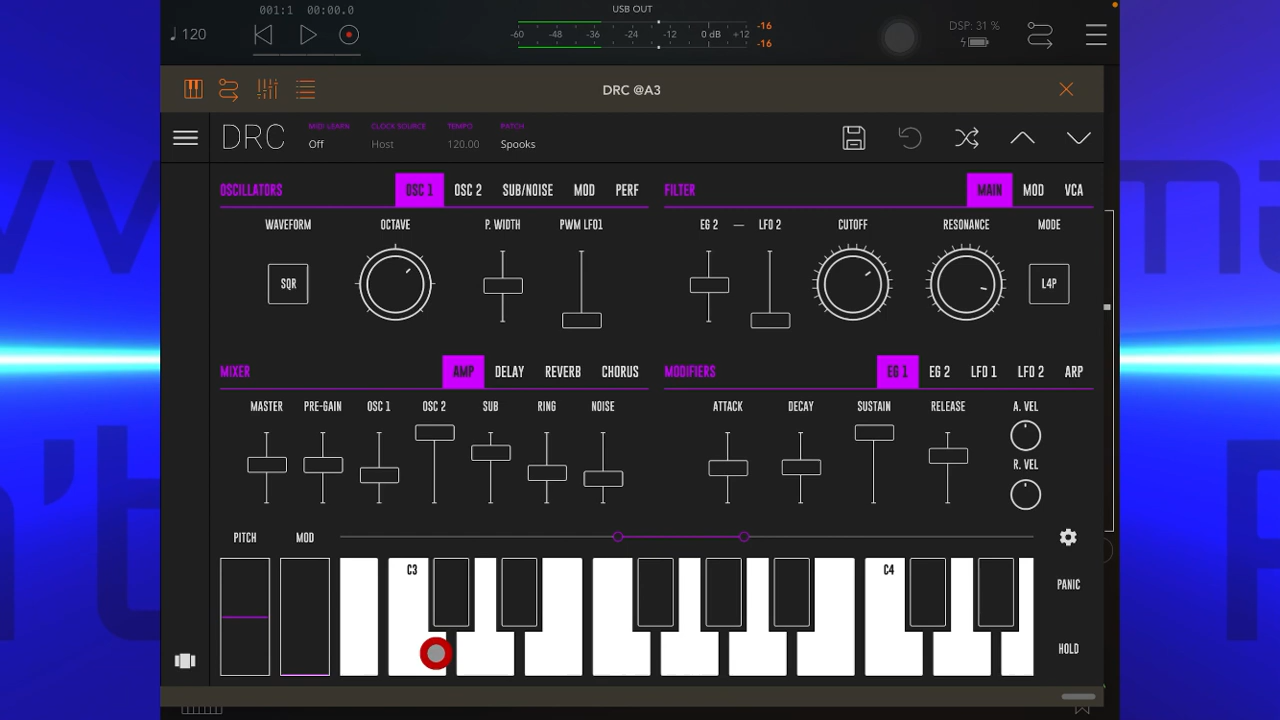 USB OUT
001:1 00:00.0
♩ 120
-60 -48 -36 -24 -12 0 dB +12
-16
-16
DSP: 31 %
DRC @A3
DRC
MIDI LEARN
Off
CLOCK SOURCE
Host
TEMPO
120.00
PATCH
Spooks
OSCILLATORS OSC 1 OSC 2 SUB/NOISE MOD PERF
FILTER MAIN MOD VCA
WAVEFORM OCTAVE P. WIDTH PWM LFO1
EG 2 — LFO 2 CUTOFF RESONANCE MODE
SQR
L4P
MIXER AMP DELAY REVERB CHORUS
MODIFIERS EG 1 EG 2 LFO 1 LFO 2 ARP
MASTER PRE-GAIN OSC 1 OSC 2 SUB RING NOISE
ATTACK DECAY SUSTAIN RELEASE A. VEL
R. VEL
PITCH MOD
C3 C4
PANIC
HOLD